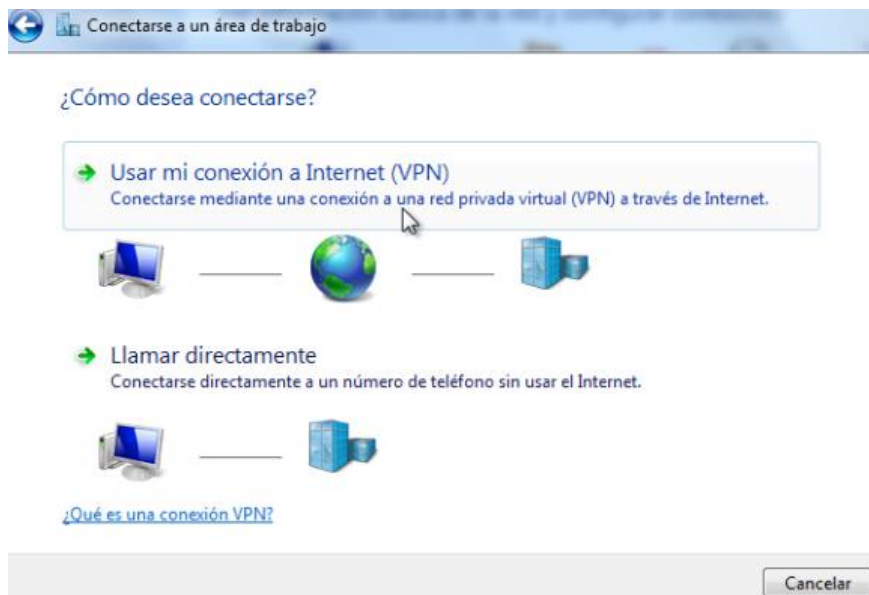 Conectarse a un área de trabajo
¿Cómo desea conectarse?
Usar mi conexión a Internet (VPN)
Conectarse mediante una conexión a una red privada virtual (VPN) a través de Internet.
Llamar directamente
Conectarse directamente a un número de teléfono sin usar el Internet.
¿Qué es una conexión VPN?
Cancelar